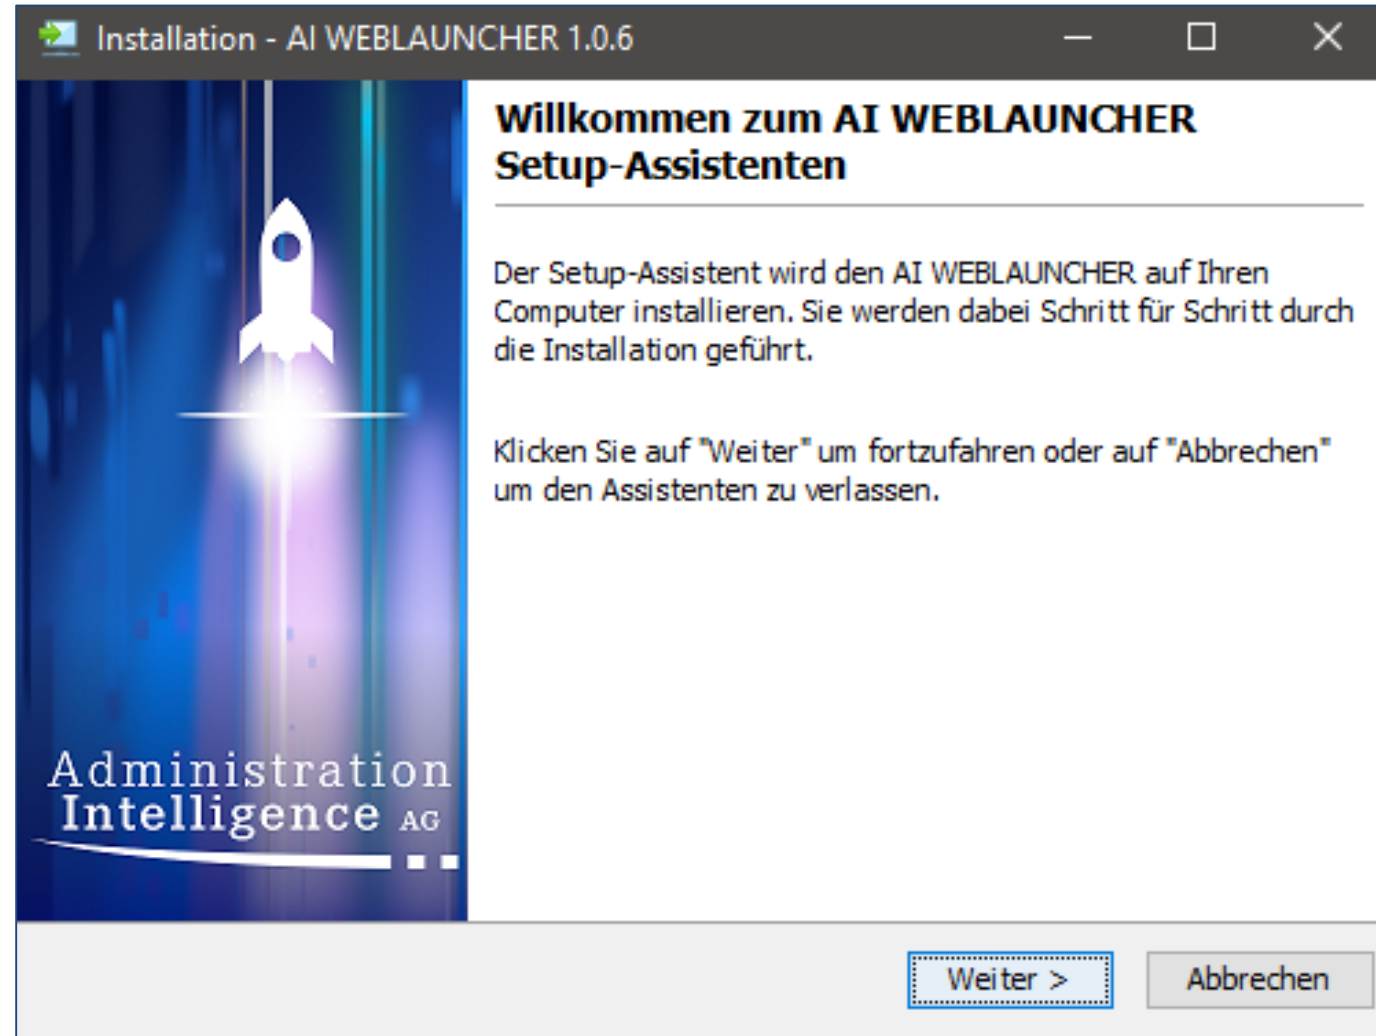 Installation - AI WEBLAUNCHER 1.0.6
Willkommen zum AI WEBLAUNCHER
Setup-Assistenten
Der Setup-Assistent wird den AI WEBLAUNCHER auf Ihren
Computer installieren. Sie werden dabei Schritt für Schritt durch
die Installation geführt.
Klicken Sie auf "Weiter" um fortzufahren oder auf "Abbrechen"
um den Assistenten zu verlassen.
Administration
Intelligence AG
Weiter >
Abbrechen